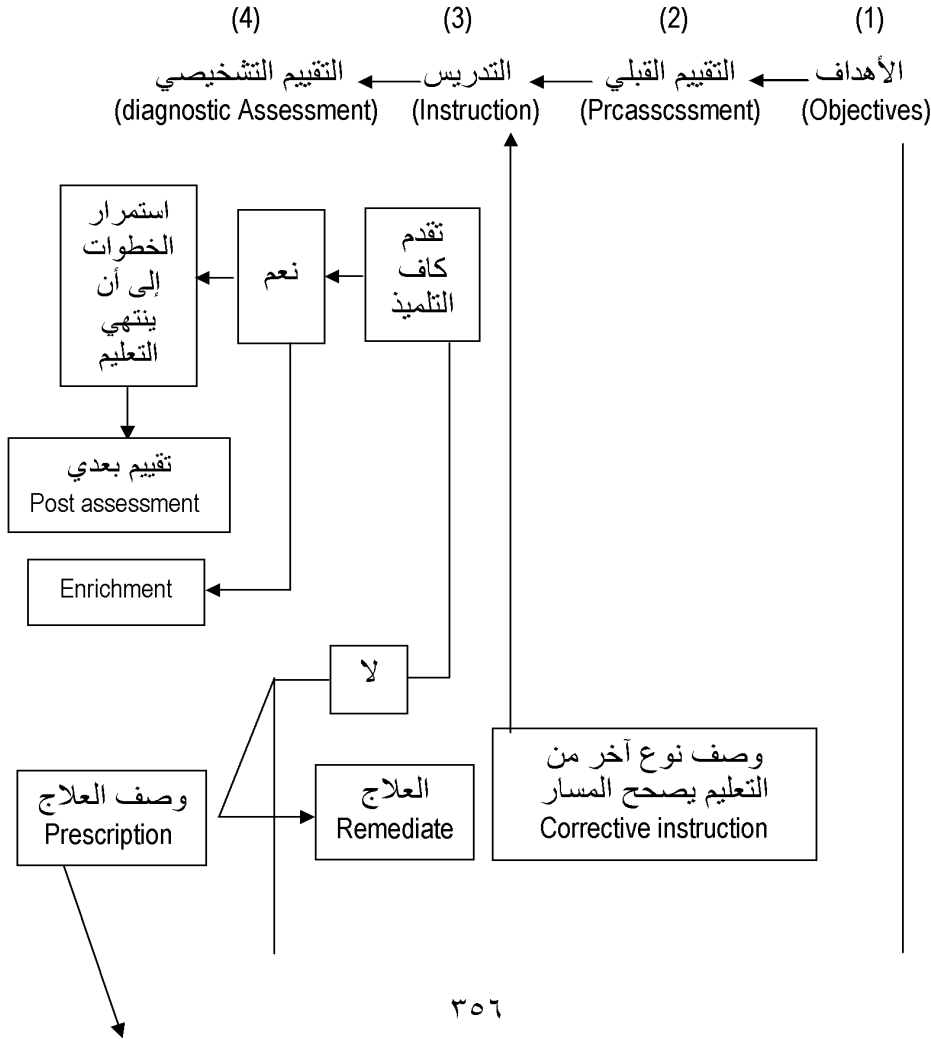 (1) (2) (3) (4)
الأهداف التقييم القبلي التدريس التقييم التشخيصي
(Objectives) (Prcasscssment) (Instruction) (diagnostic Assessment)
تقدم
كاف
التلميذ
نعم
استمرار
الخطوات
إلى أن
ينتهي
التعليم
تقييم بعدي
Post assessment
Enrichment
لا
وصف نوع آخر من
التعليم يصحح المسار
Corrective instruction
العلاج
Remediate
وصف العلاج
Prescription
٣٥٦